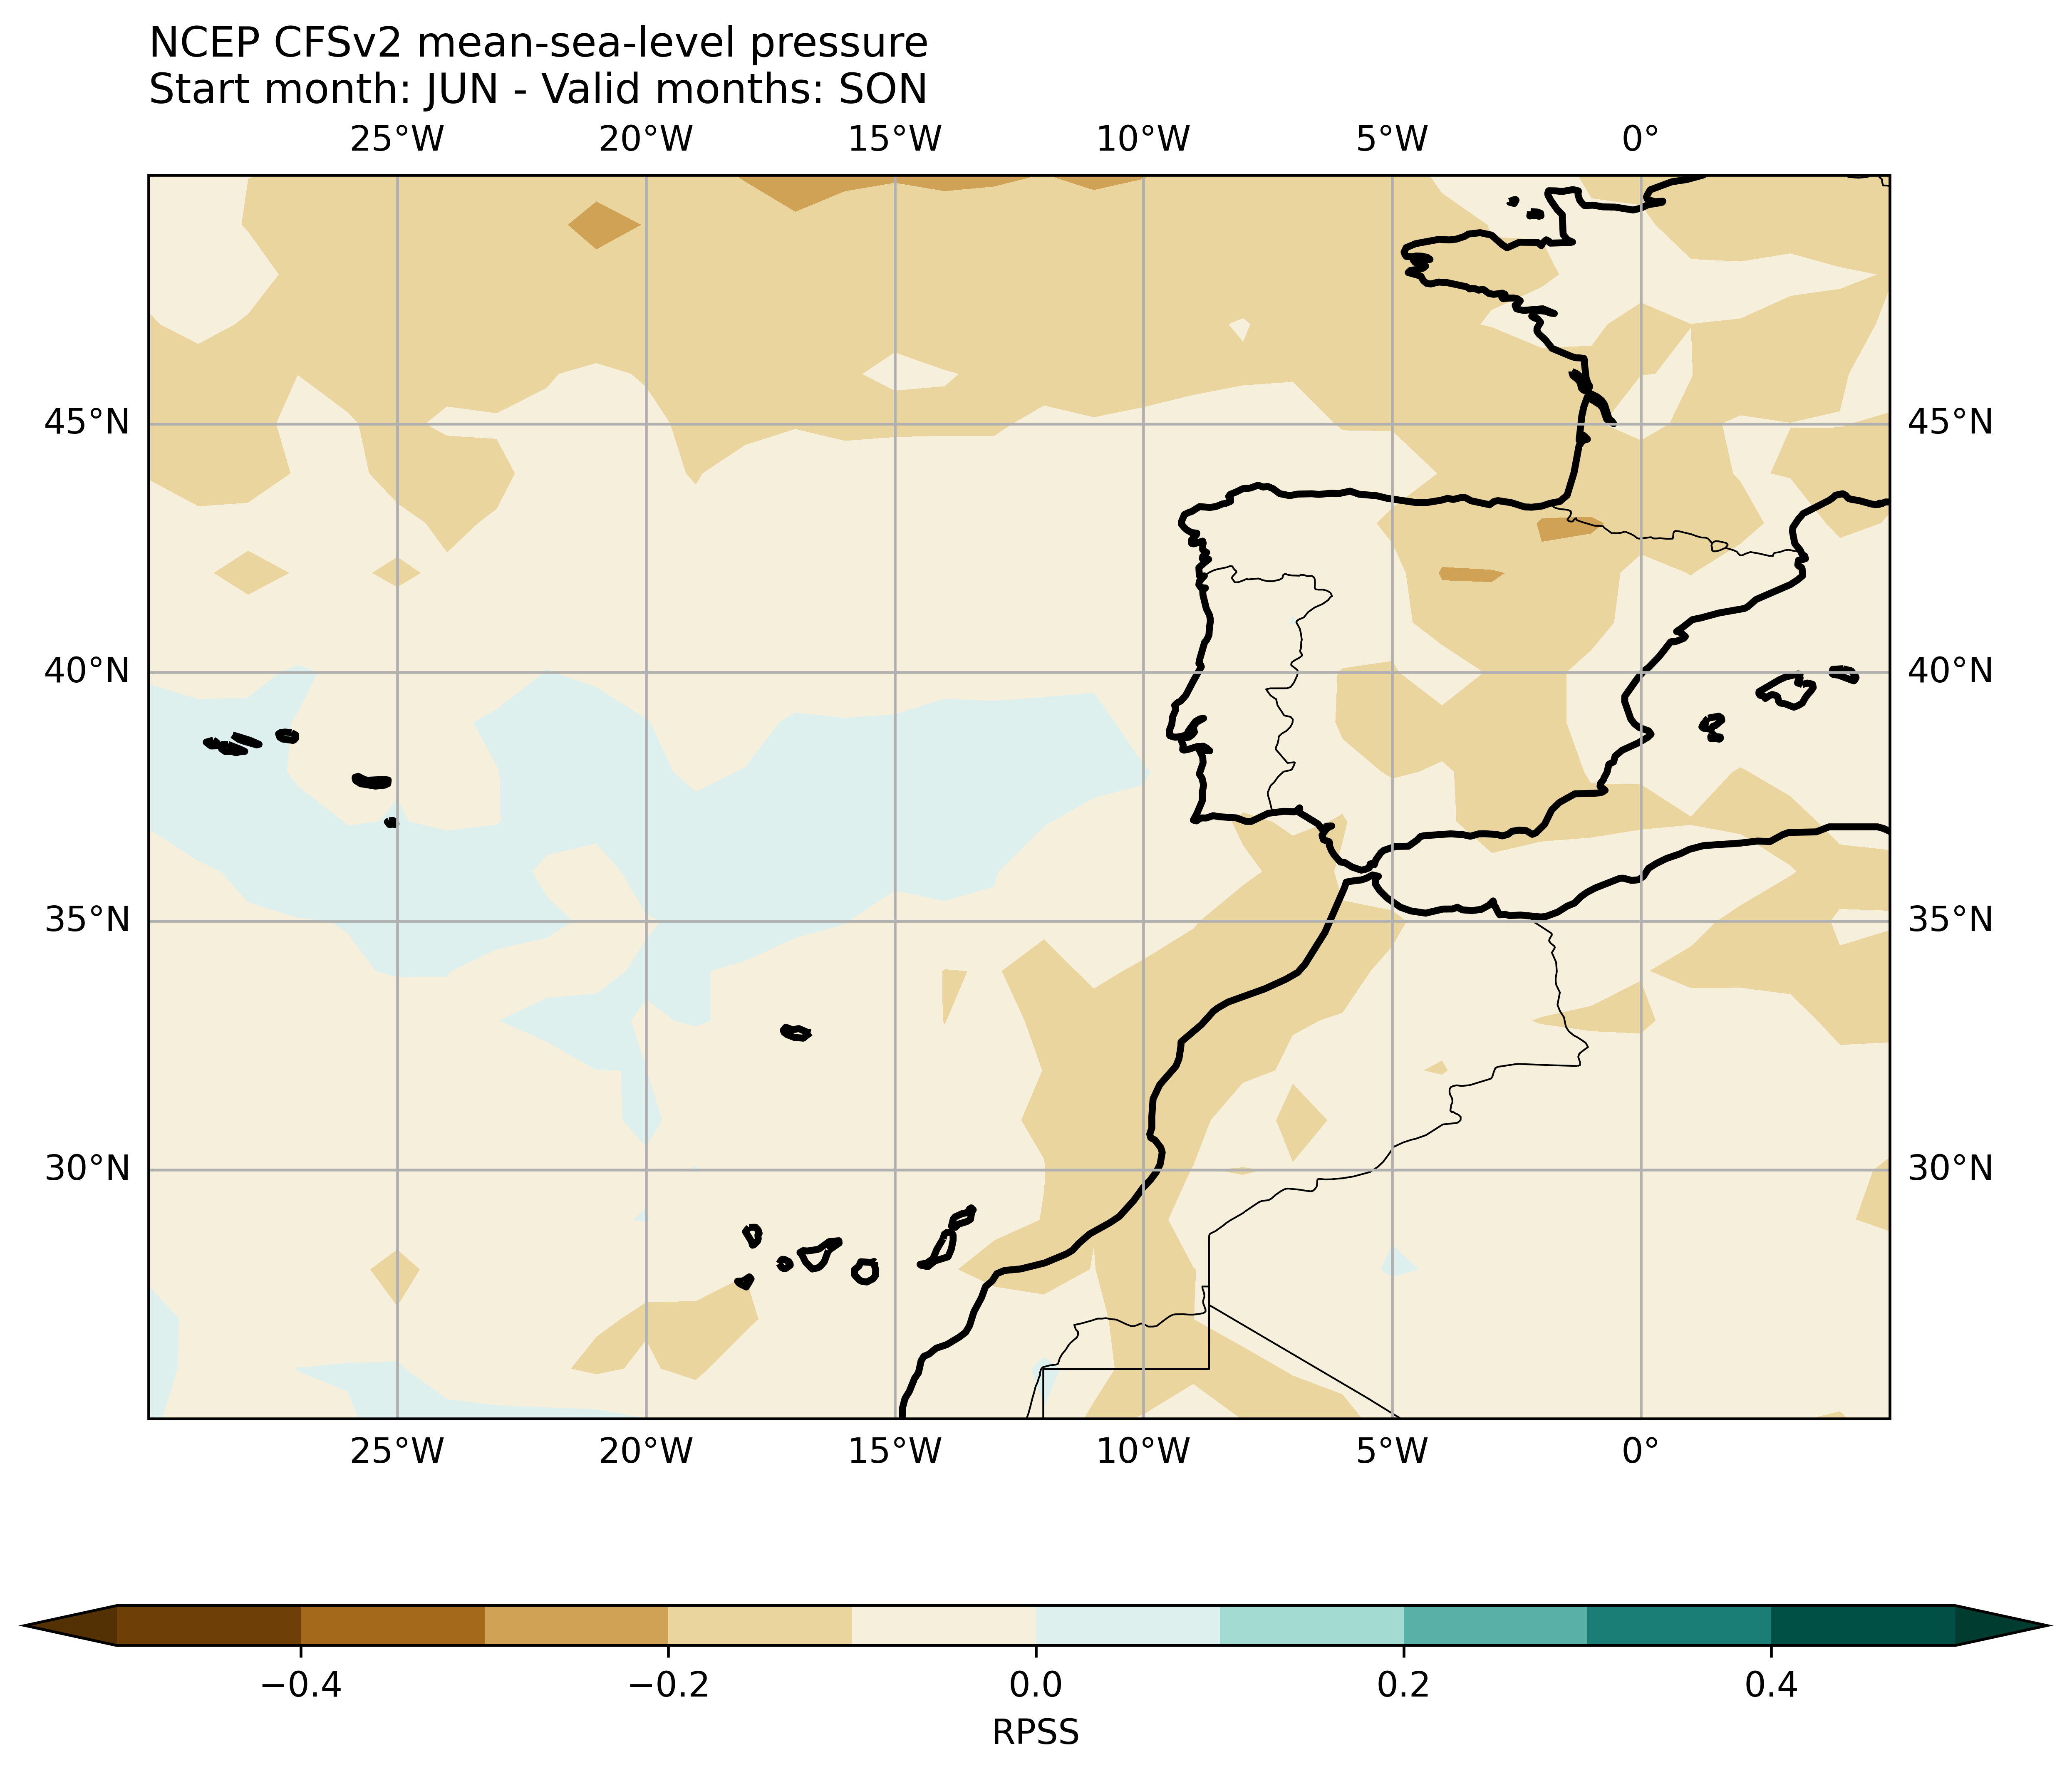 NCEP CFSv2 mean-sea-level pressure
Start month: JUN - Valid months: SON
25°W 20°W 15°W 10°W 5°W 0°
45°N 45°N
40°N 40°N
35°N 35°N
30°N 30°N
25°W 20°W 15°W 10°W 5°W 0°
−0.4 −0.2 0.0 0.2 0.4
RPSS